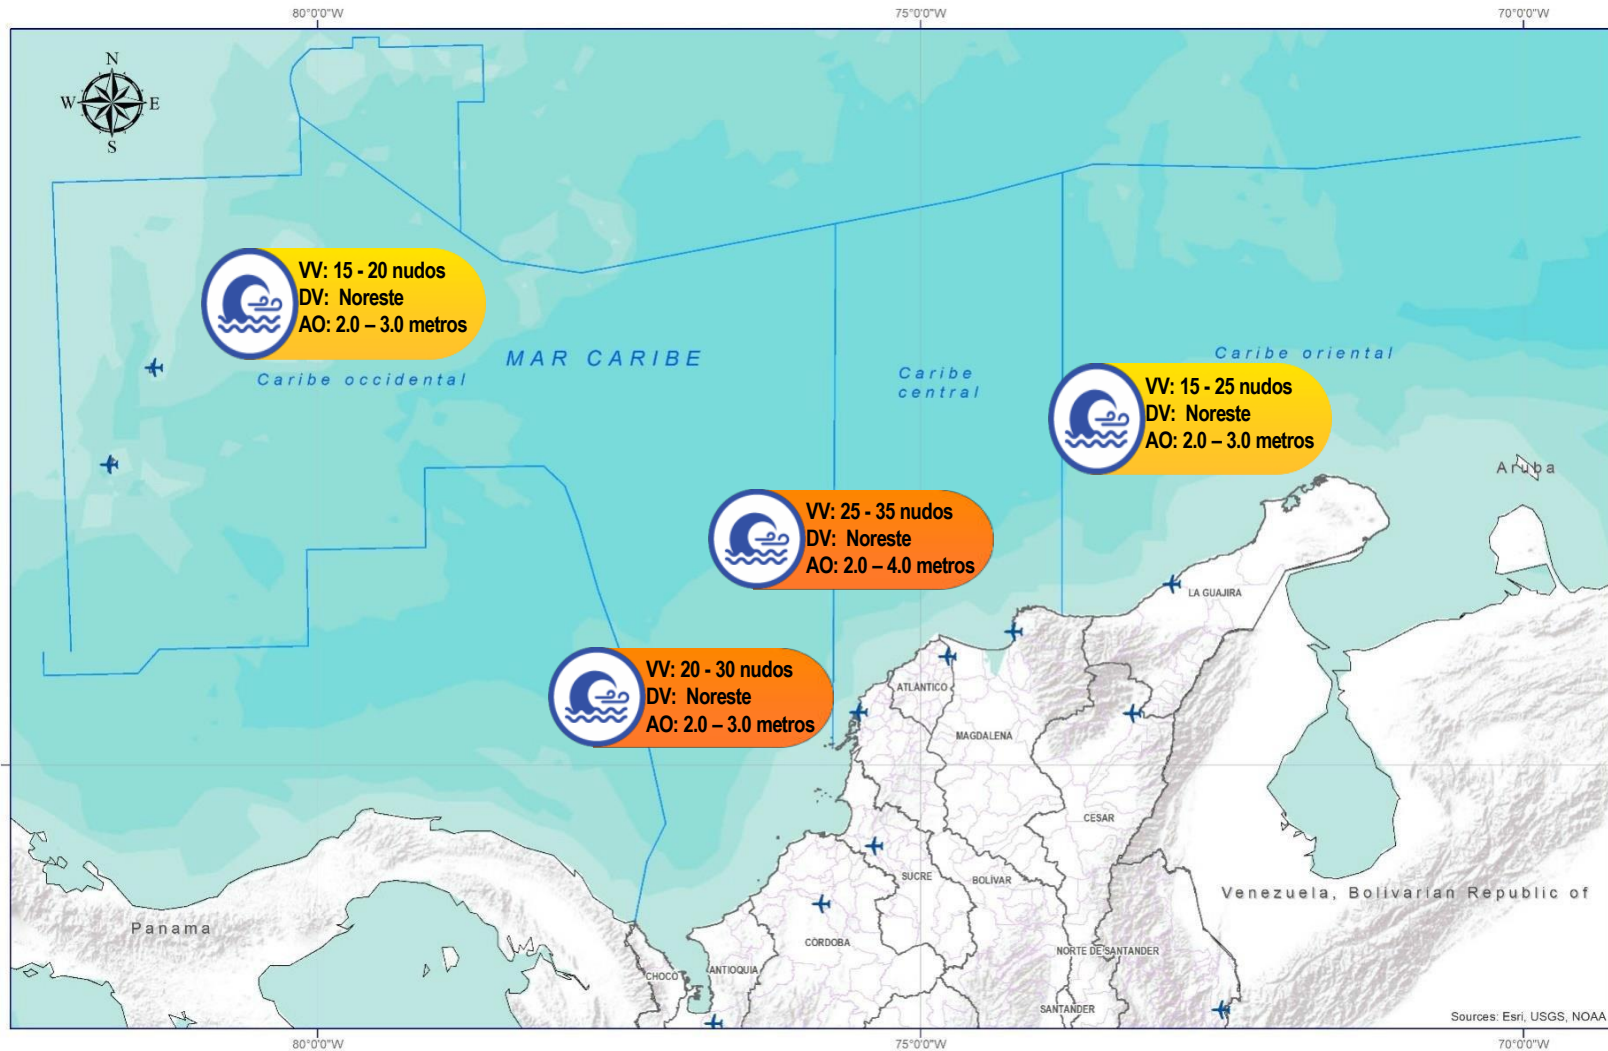 80°0'0"W
75°0'0"W
70°0'0"W
N
W
E
S
VV: 15 - 20 nudos
DV: Noreste
AO: 2.0 – 3.0 metros
MAR CARIBE
Caribe occidental
Caribe
central
Caribe oriental
VV: 15 - 25 nudos
DV: Noreste
AO: 2.0 – 3.0 metros
Aruba
VV: 25 - 35 nudos
DV: Noreste
AO: 2.0 – 4.0 metros
LA GUAJIRA
VV: 20 - 30 nudos
DV: Noreste
AO: 2.0 – 3.0 metros
ATLÁNTICO
MAGDALENA
CESAR
SUCRE
BOLÍVAR
Venezuela, Bolivarian Republic of
Panama
CÓRDOBA
NORTE DE SANTANDER
CHOCÓ
ANTIOQUIA
SANTANDER
Sources: Esri, USGS, NOAA
80°0'0"W
75°0'0"W
70°0'0"W